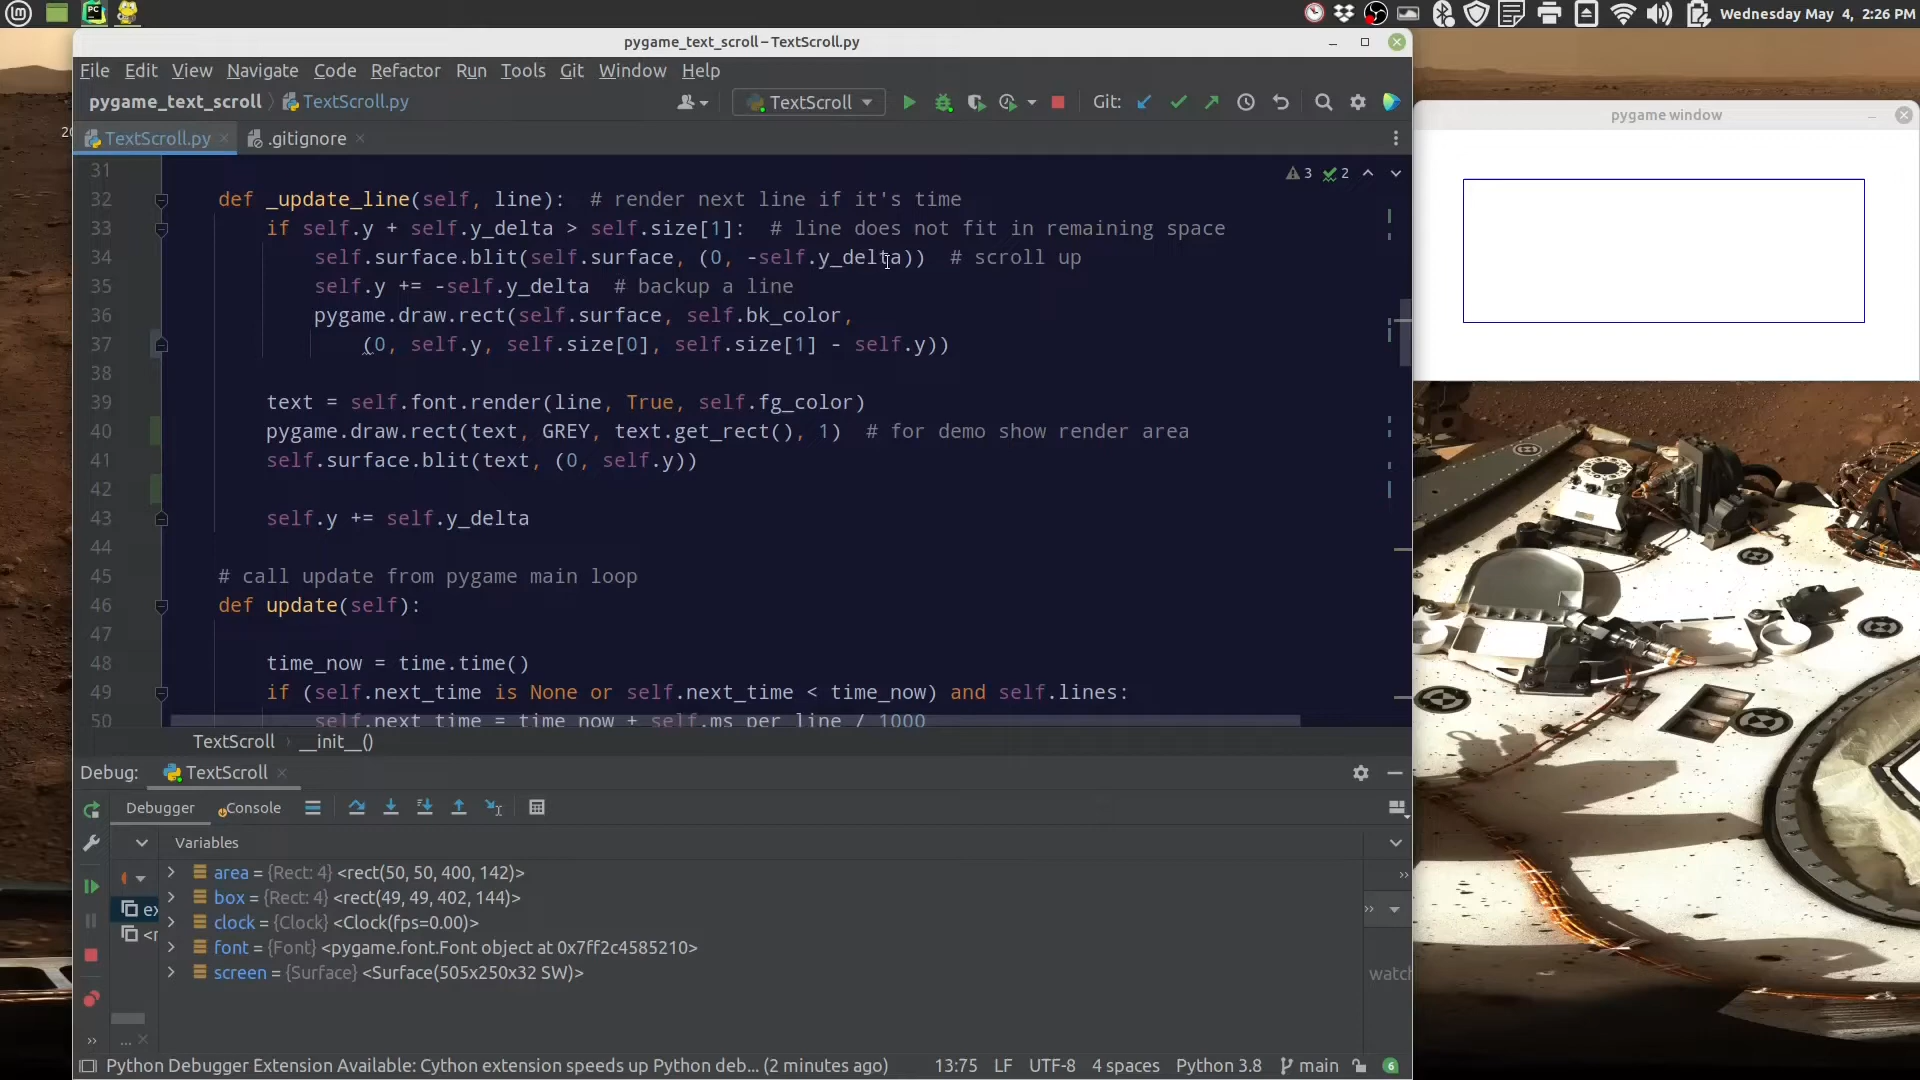 Wednesday May 4, 2:26 PM
pygame_text_scroll – TextScroll.py
File Edit View Navigate Code Refactor Run Tools Git Window Help
pygame_text_scroll TextScroll.py TextScroll Git:
TextScroll.py .gitignore
pygame window
3 2
31
32 def _update_line(self, line):  # render next line if it's time
33 if self.y + self.y_delta > self.size[1]:  # line does not fit in remaining space
34 self.surface.blit(self.surface, (0, -self.y_delta))  # scroll up
35 self.y += -self.y_delta  # backup a line
36 pygame.draw.rect(self.surface, self.bk_color,
37 (0, self.y, self.size[0], self.size[1] - self.y))
38
39 text = self.font.render(line, True, self.fg_color)
40 pygame.draw.rect(text, GREY, text.get_rect(), 1)  # for demo show render area
41 self.surface.blit(text, (0, self.y))
42
43 self.y += self.y_delta
44
45 # call update from pygame main loop
46 def update(self):
47
48 time_now = time.time()
49 if (self.next_time is None or self.next_time < time_now) and self.lines:
50 self.next_time = time_now + self.ms_per_line / 1000
TextScroll __init__()
Debug: TextScroll
Debugger Console
Variables
area = {Rect: 4} <rect(50, 50, 400, 142)>
box = {Rect: 4} <rect(49, 49, 402, 144)>
clock = {Clock} <Clock(fps=0.00)>
font = {Font} <pygame.font.Font object at 0x7ff2c4585210>
screen = {Surface} <Surface(505x250x32 SW)>
Python Debugger Extension Available: Cython extension speeds up Python deb... (2 minutes ago) 13:75 LF UTF-8 4 spaces Python 3.8 main 6